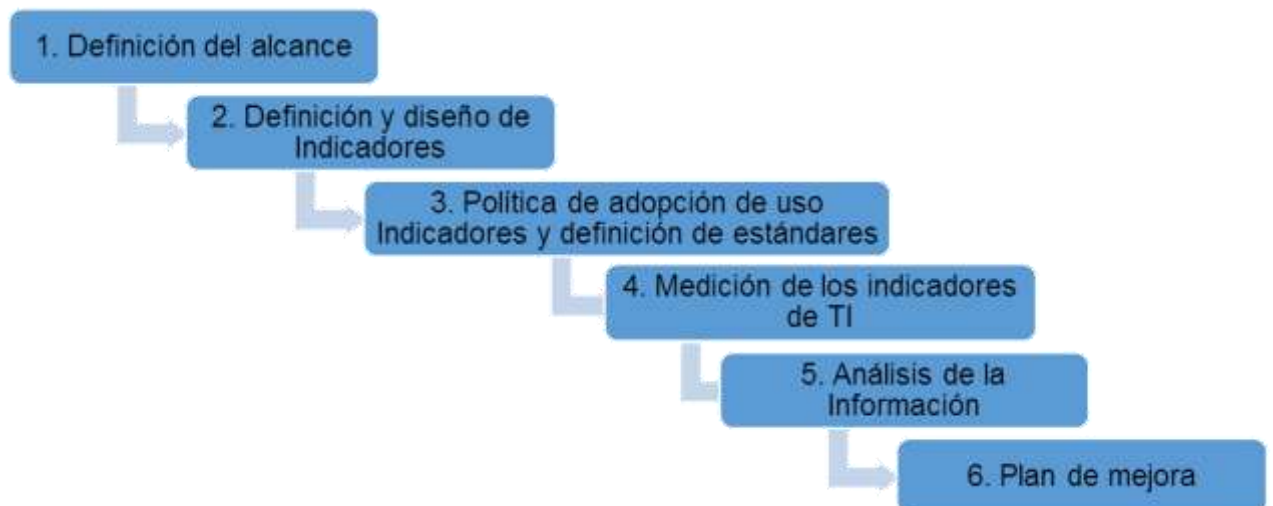 1. Definición del alcance
2. Definición y diseño de
Indicadores
3. Política de adopción de uso
Indicadores y definición de estándares
4. Medición de los indicadores
de TI
5. Análisis de la
Información
6. Plan de mejora